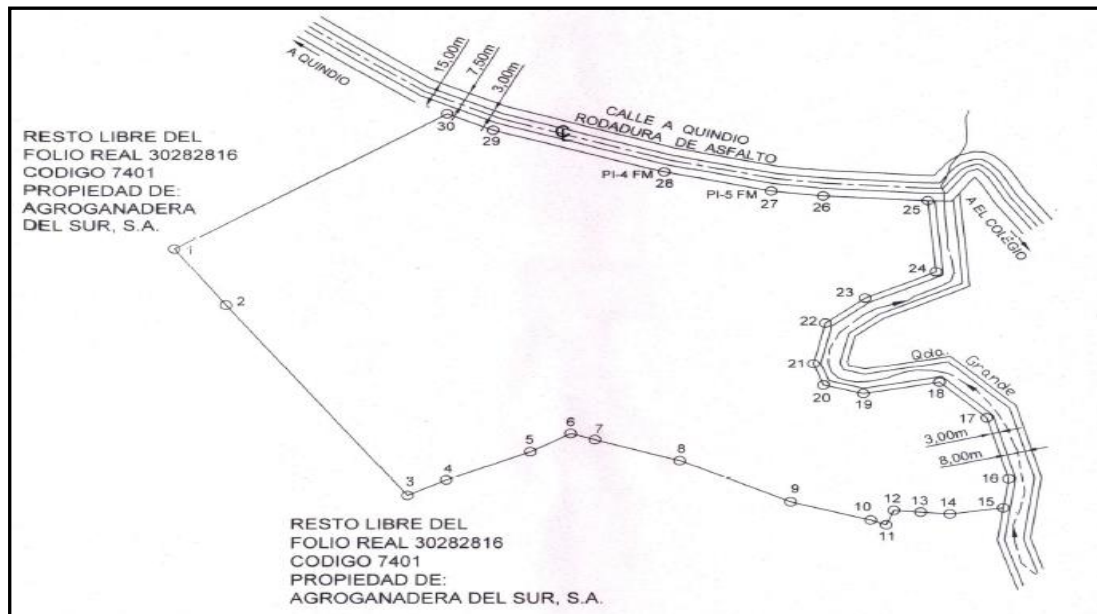 A QUINDIO
15,00m
7,50m
3,00m
CALLE A QUINDIO
RODADURA DE ASFALTO
RESTO LIBRE DEL
FOLIO REAL 30282816
CODIGO 7401
PROPIEDAD DE:
AGROGANADERA
DEL SUR, S.A.
30
29
PI-4 FM
28
PI-5 FM
27
26
25
A EL COLEGIO
1
2
24
23
22
21
20
19
18
Qda. Grande
17
3,00m
8,00m
16
15
14
13
12
11
10
9
8
7
6
5
4
3
RESTO LIBRE DEL
FOLIO REAL 30282816
CODIGO 7401
PROPIEDAD DE:
AGROGANADERA DEL SUR, S.A.